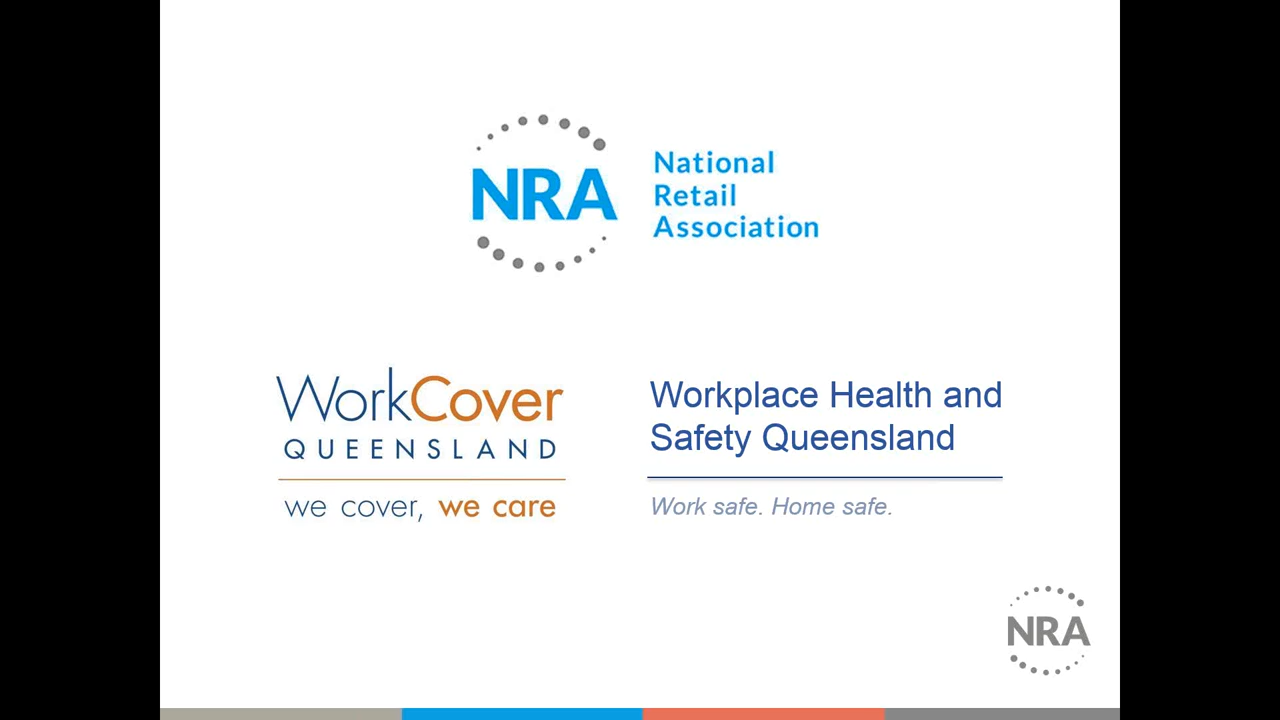 NRA
National
Retail
Association
WorkCover
QUEENSLAND
we cover, we care
Workplace Health and
Safety Queensland
Work safe. Home safe.
NRA